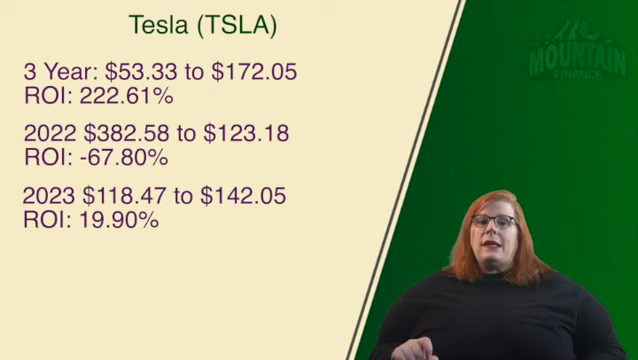 Tesla (TSLA)
MOUNTAIN
FINANCE
3 Year: $53.33 to $172.05
ROI: 222.61%
2022 $382.58 to $123.18
ROI: -67.80%
2023 $118.47 to $142.05
ROI: 19.90%